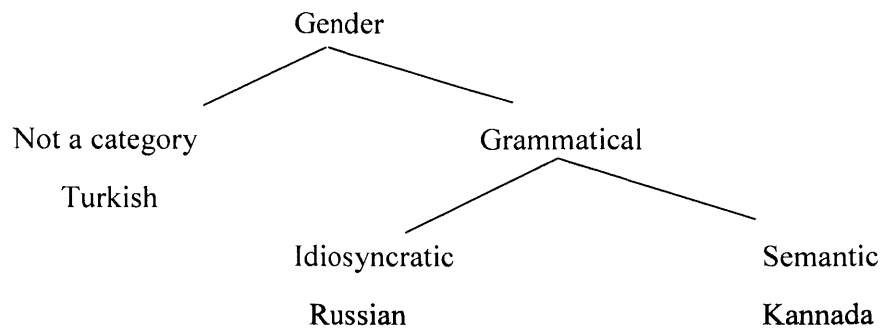 Gender
Not a category Grammatical
Turkish
Idiosyncratic Semantic
Russian Kannada